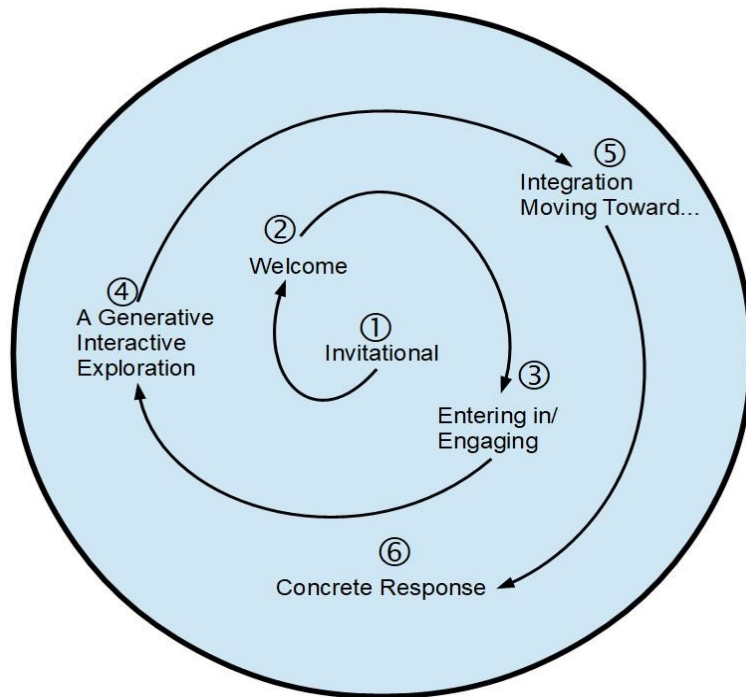 ①
Invitational
②
Welcome
③
Entering in/
Engaging
④
A Generative
Interactive
Exploration
⑤
Integration
Moving Toward...
⑥
Concrete Response